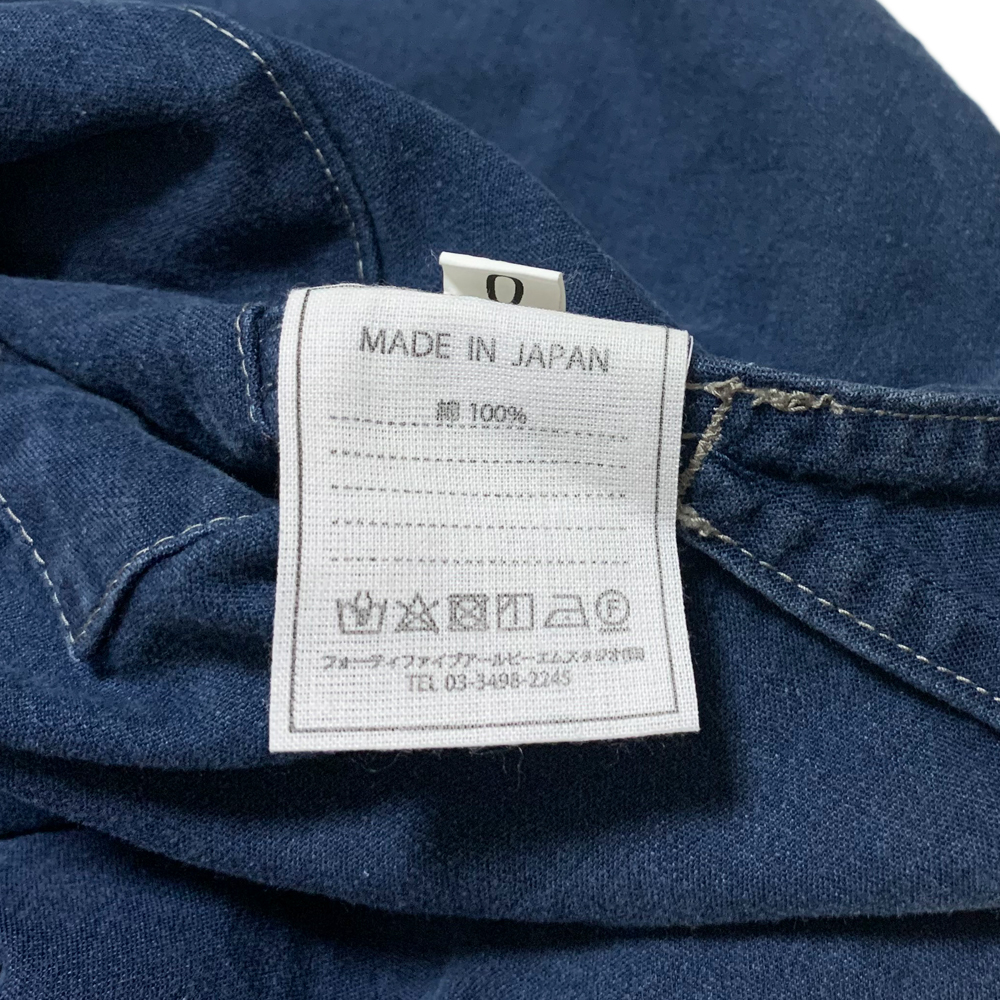 0
MADE IN JAPAN
綿 100%
フォーティファイブアールピーエムスタジオ(株)
TEL 03-3498-2245